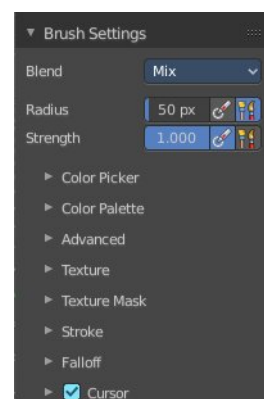 Brush Settings
Blend Mix
Radius 50 px
Strength 1.000
Color Picker
Color Palette
Advanced
Texture
Texture Mask
Stroke
Falloff
Cursor